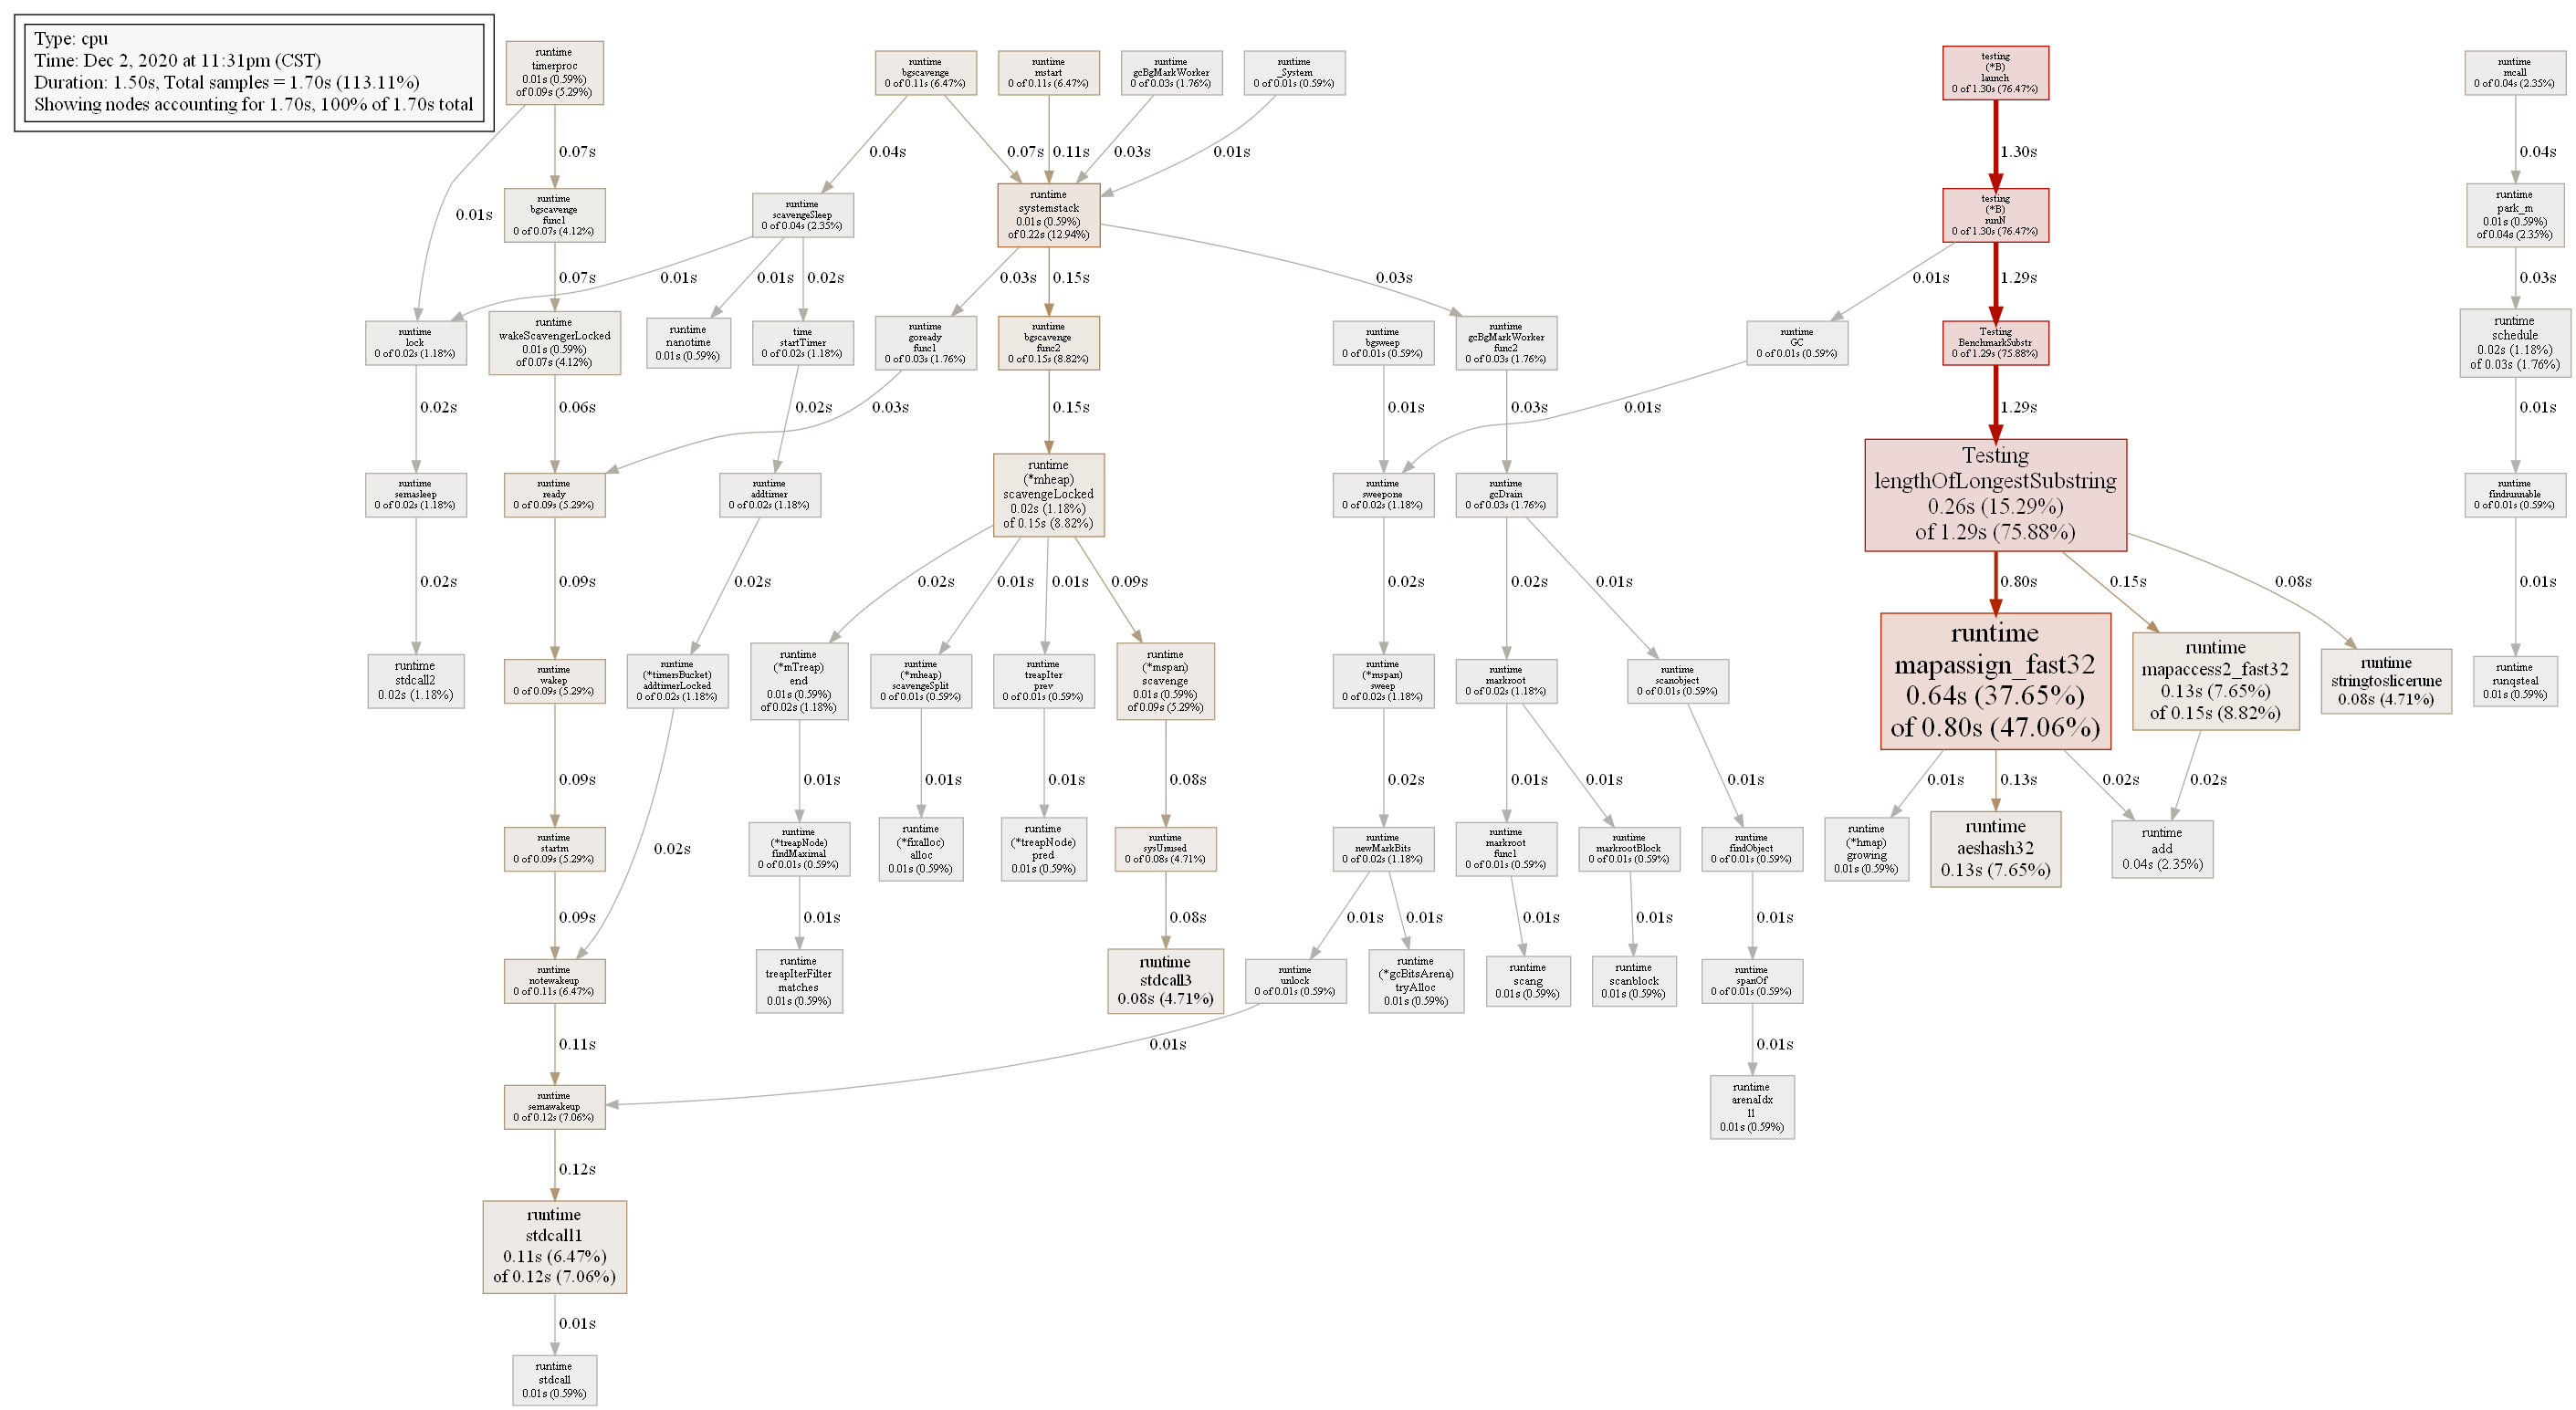 Type: cpu
Time: Dec 2, 2020 at 11:31pm (CST)
Duration: 1.50s, Total samples = 1.70s (113.11%)
Showing nodes accounting for 1.70s, 100% of 1.70s total
runtime
timerproc
0.01s (0.59%)
of 0.09s (5.29%)
runtime
bgscavenge
0 of 0.11s (6.47%)
runtime
mstart
0 of 0.11s (6.47%)
runtime
gcBgMarkWorker
0 of 0.03s (1.76%)
runtime
_System
0 of 0.01s (0.59%)
testing
(*B)
launch
0 of 1.30s (76.47%)
runtime
mcall
0 of 0.04s (2.35%)
0.07s
0.04s
0.07s
0.11s
0.03s
0.01s
1.30s
0.04s
0.01s
runtime
bgscavenge
func1
0 of 0.07s (4.12%)
runtime
scavengeSleep
0 of 0.04s (2.35%)
runtime
systemstack
0.01s (0.59%)
of 0.22s (12.94%)
testing
(*B)
runN
0 of 1.30s (76.47%)
runtime
park_m
0.01s (0.59%)
of 0.04s (2.35%)
0.07s
0.01s
0.01s
0.02s
0.03s
0.15s
0.03s
0.01s
1.29s
0.03s
runtime
lock
0 of 0.02s (1.18%)
runtime
wakeScavengerLocked
0.01s (0.59%)
of 0.07s (4.12%)
runtime
nanotime
0.01s (0.59%)
time
startTimer
0 of 0.02s (1.18%)
runtime
goready
func1
0 of 0.03s (1.76%)
runtime
bgscavenge
func2
0 of 0.15s (8.82%)
runtime
bgsweep
0 of 0.01s (0.59%)
runtime
gcBgMarkWorker
func2
0 of 0.03s (1.76%)
runtime
GC
0 of 0.01s (0.59%)
Testing
BenchmarkSubstr
0 of 1.29s (75.88%)
runtime
schedule
0.02s (1.18%)
of 0.03s (1.76%)
0.02s
0.06s
0.02s
0.03s
0.15s
0.01s
0.03s
0.01s
1.29s
0.01s
runtime
semasleep
0 of 0.02s (1.18%)
runtime
ready
0 of 0.09s (5.29%)
runtime
addtimer
0 of 0.02s (1.18%)
runtime
(*mheap)
scavengeLocked
0.02s (1.18%)
of 0.15s (8.82%)
runtime
sweepone
0 of 0.02s (1.18%)
runtime
gcDrain
0 of 0.03s (1.76%)
Testing
lengthOfLongestSubstring
0.26s (15.29%)
of 1.29s (75.88%)
runtime
findrunnable
0 of 0.01s (0.59%)
0.02s
0.09s
0.02s
0.02s
0.01s
0.01s
0.09s
0.02s
0.02s
0.01s
0.80s
0.15s
0.08s
0.01s
runtime
stdcall2
0.02s (1.18%)
runtime
wakep
0 of 0.09s (5.29%)
runtime
(*timersBucket)
addtimerLocked
0 of 0.02s (1.18%)
runtime
(*mTreap)
end
0.01s (0.59%)
of 0.02s (1.18%)
runtime
(*mheap)
scavengeSplit
0 of 0.01s (0.59%)
runtime
treapIter
prev
0 of 0.01s (0.59%)
runtime
(*mspan)
scavenge
0.01s (0.59%)
of 0.09s (5.29%)
runtime
(*mspan)
sweep
0 of 0.02s (1.18%)
runtime
markroot
0 of 0.02s (1.18%)
runtime
scanobject
0 of 0.01s (0.59%)
runtime
mapassign_fast32
0.64s (37.65%)
of 0.80s (47.06%)
runtime
mapaccess2_fast32
0.13s (7.65%)
of 0.15s (8.82%)
runtime
stringtoslicerune
0.08s (4.71%)
runtime
runqsteal
0.01s (0.59%)
0.09s
0.01s
0.01s
0.01s
0.08s
0.02s
0.01s
0.01s
0.01s
0.01s
0.13s
0.02s
0.02s
runtime
startm
0 of 0.09s (5.29%)
0.02s
runtime
(*treapNode)
findMaximal
0 of 0.01s (0.59%)
runtime
(*fixalloc)
alloc
0.01s (0.59%)
runtime
(*treapNode)
pred
0.01s (0.59%)
runtime
sysUnused
0 of 0.08s (4.71%)
runtime
newMarkBits
0 of 0.02s (1.18%)
runtime
markroot
func1
0 of 0.01s (0.59%)
runtime
markrootBlock
0 of 0.01s (0.59%)
runtime
findObject
0 of 0.01s (0.59%)
runtime
(*hmap)
growing
0.01s (0.59%)
runtime
aeshash32
0.13s (7.65%)
runtime
add
0.04s (2.35%)
0.09s
0.01s
0.08s
0.01s
0.01s
0.01s
0.01s
0.01s
runtime
notewakeup
0 of 0.11s (6.47%)
runtime
treapIterFilter
matches
0.01s (0.59%)
runtime
stdcall3
0.08s (4.71%)
runtime
unlock
0 of 0.01s (0.59%)
runtime
(*gcBitsArena)
tryAlloc
0.01s (0.59%)
runtime
scang
0.01s (0.59%)
runtime
scanblock
0.01s (0.59%)
runtime
spanOf
0 of 0.01s (0.59%)
0.11s
0.01s
0.01s
runtime
semawakeup
0 of 0.12s (7.06%)
runtime
arenaIdx
l1
0.01s (0.59%)
0.12s
runtime
stdcall1
0.11s (6.47%)
of 0.12s (7.06%)
0.01s
runtime
stdcall
0.01s (0.59%)